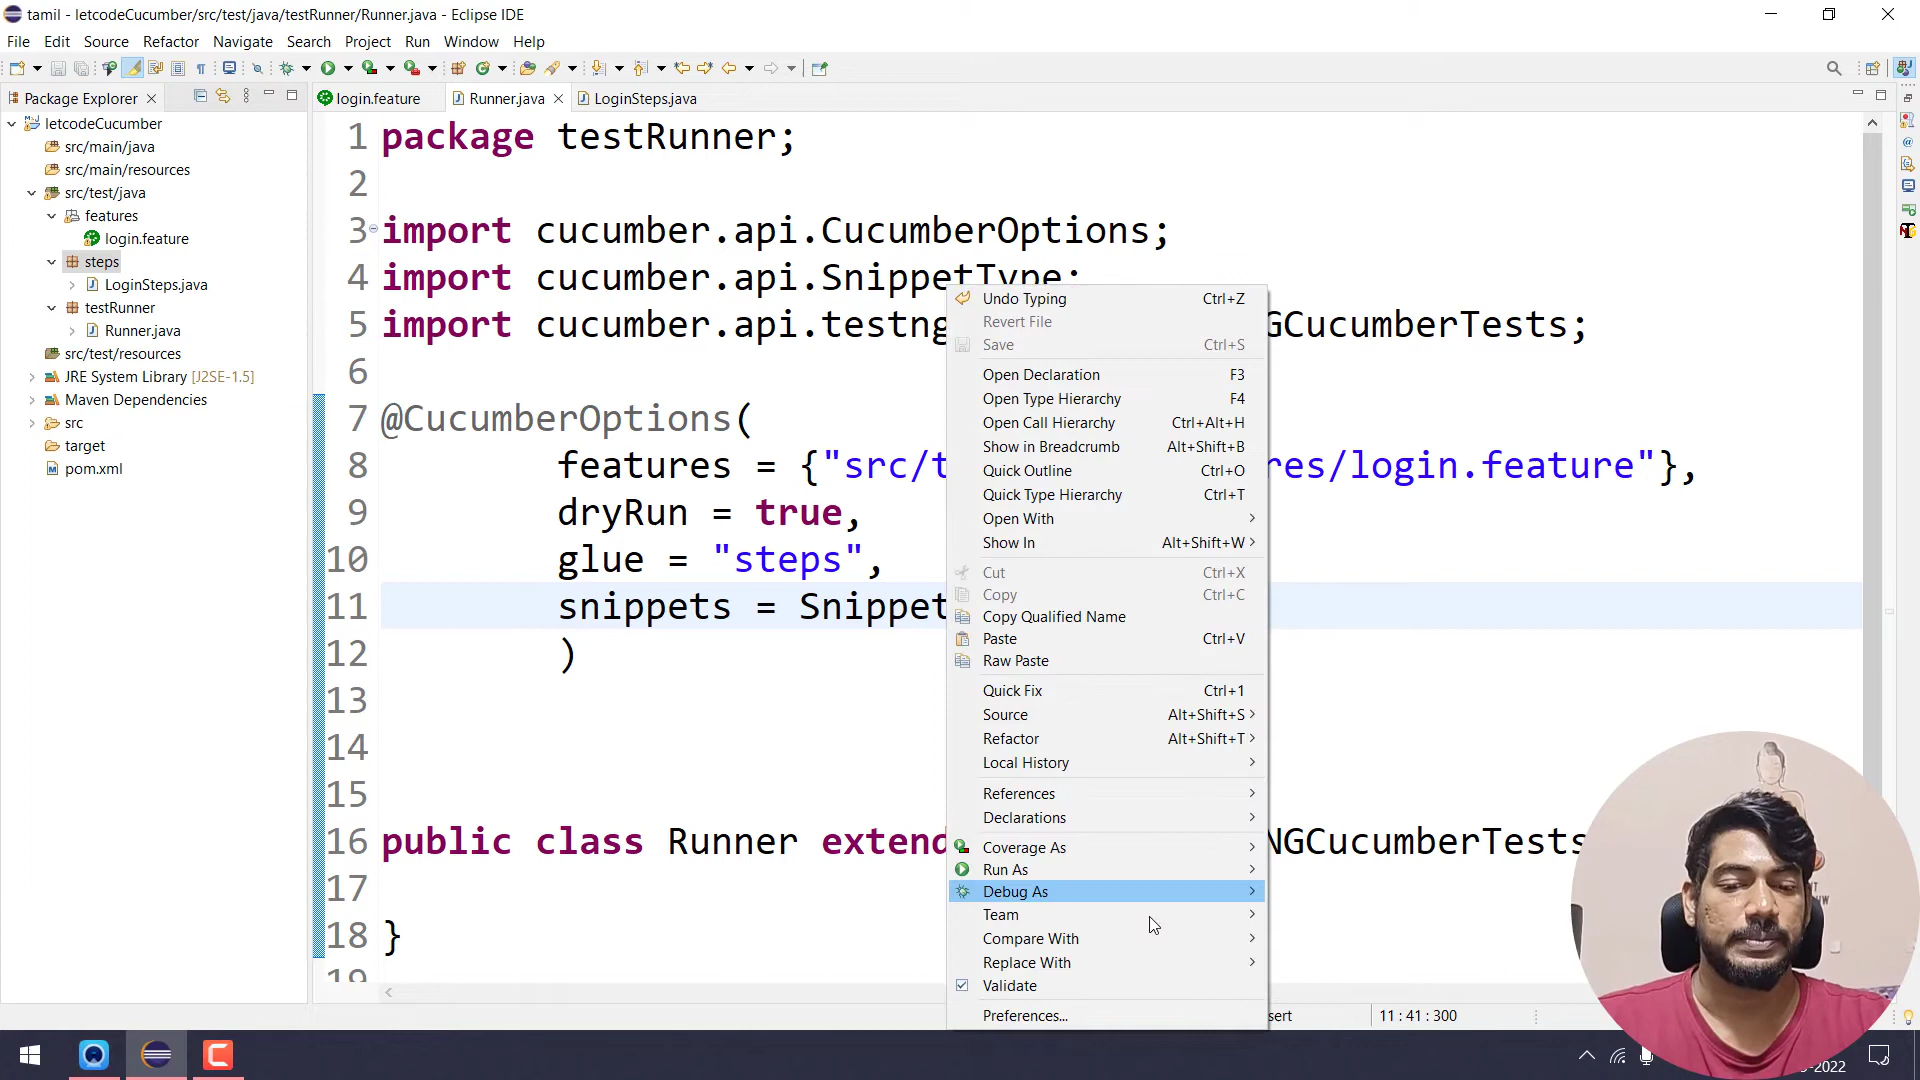 tamil - letcodeCucumber/src/test/java/testRunner/Runner.java - Eclipse IDE
File Edit Source Refactor Navigate Search Project Run Window Help
Package Explorer
letcodeCucumber
src/main/java
src/main/resources
src/test/java
features
login.feature
steps
LoginSteps.java
testRunner
Runner.java
src/test/resources
JRE System Library [J2SE-1.5]
Maven Dependencies
src
target
pom.xml
login.feature Runner.java LoginSteps.java
1 package testRunner;
2
3 import cucumber.api.CucumberOptions;
4 import cucumber.api.SnippetType;
5 import cucumber.api.testng GCucumberTests;
6
7 @CucumberOptions(
8 features = {"src/t res/login.feature"},
9 dryRun = true,
10 glue = "steps",
11 snippets = Snippet
12 )
13
14
15
16 public class Runner extend NGCucumberTests
17
18 }
19
Undo Typing Ctrl+Z
Revert File
Save Ctrl+S
Open Declaration F3
Open Type Hierarchy F4
Open Call Hierarchy Ctrl+Alt+H
Show in Breadcrumb Alt+Shift+B
Quick Outline Ctrl+O
Quick Type Hierarchy Ctrl+T
Open With
Show In Alt+Shift+W
Cut Ctrl+X
Copy Ctrl+C
Copy Qualified Name
Paste Ctrl+V
Raw Paste
Quick Fix Ctrl+1
Source Alt+Shift+S
Refactor Alt+Shift+T
Local History
References
Declarations
Coverage As
Run As
Debug As
Team
Compare With
Replace With
Validate
Preferences...
sert 11 : 41 : 300
-2022